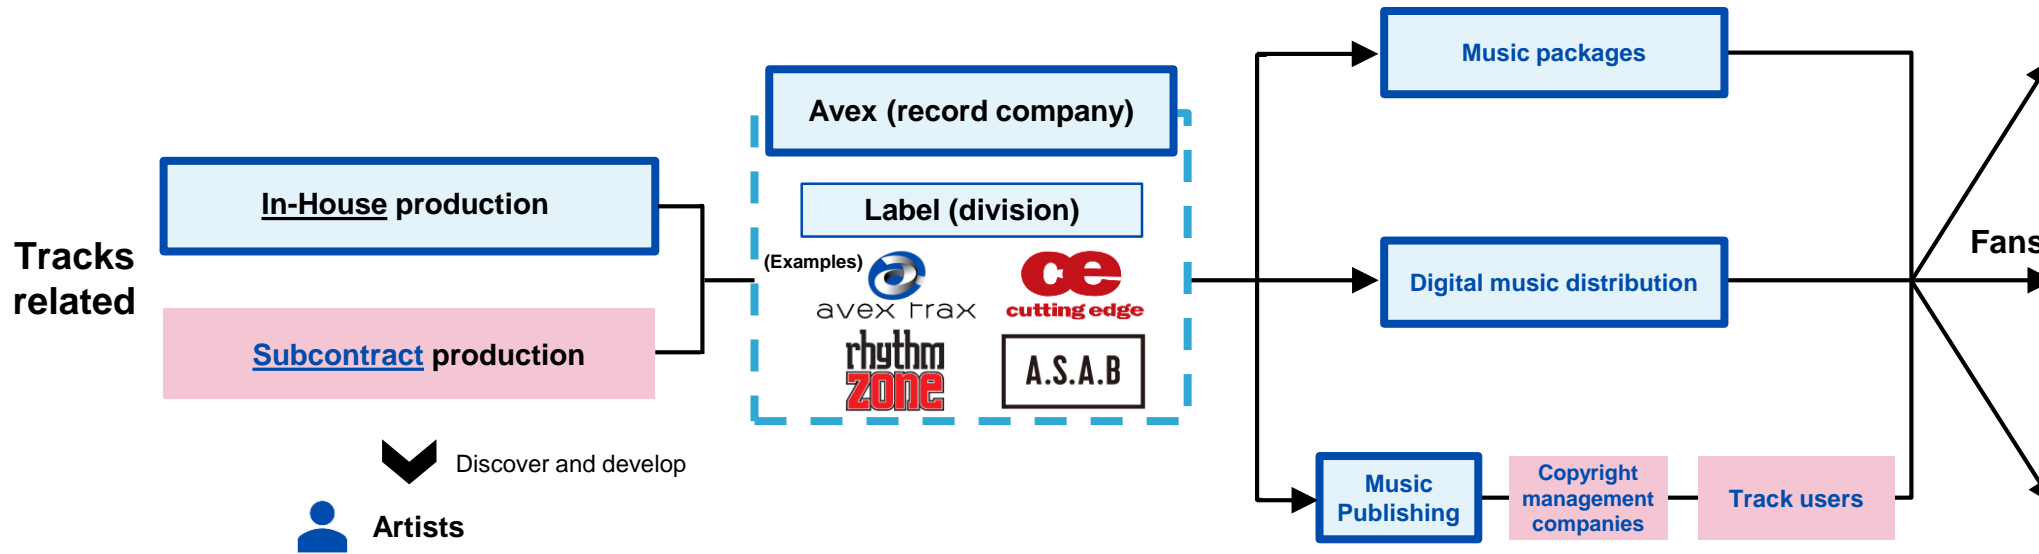 Tracks
related
In-House production
Subcontract production
Discover and develop
Artists
Avex (record company)
Label (division)
(Examples)
avex trax
ce
cutting edge
rhythm
zone
A.S.A.B
Music packages
Digital music distribution
Music
Publishing
Copyright
management
companies
Track users
Fans